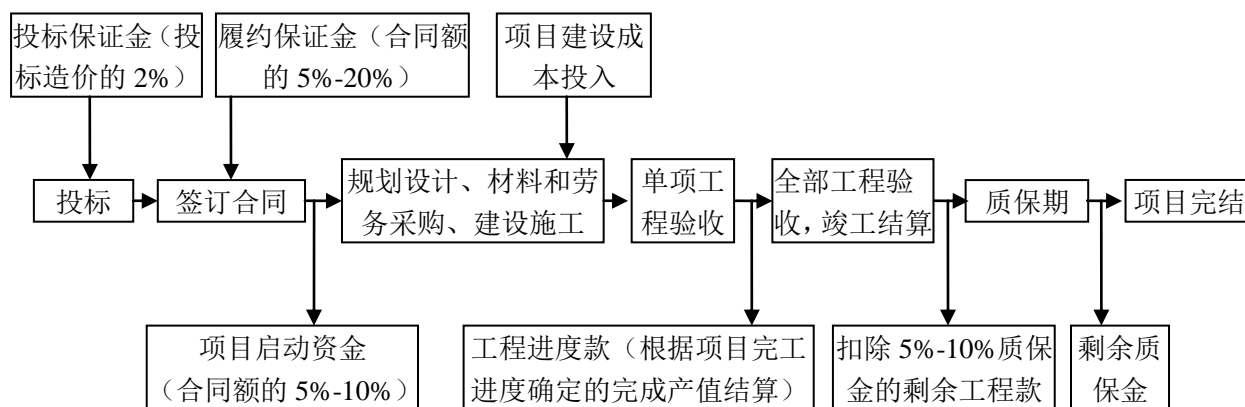 投标保证金（投
标造价的 2%）
履约保证金（合同额
的 5%-20%）
项目建设成
本投入
投标
签订合同
规划设计、材料和劳
务采购、建设施工
单项工
程验收
全部工程验
收，竣工结算
质保期
项目完结
项目启动资金
（合同额的 5%-10%）
工程进度款（根据项目完工
进度确定的完成产值结算）
扣除 5%-10%质保
金的剩余工程款
剩余质
保金